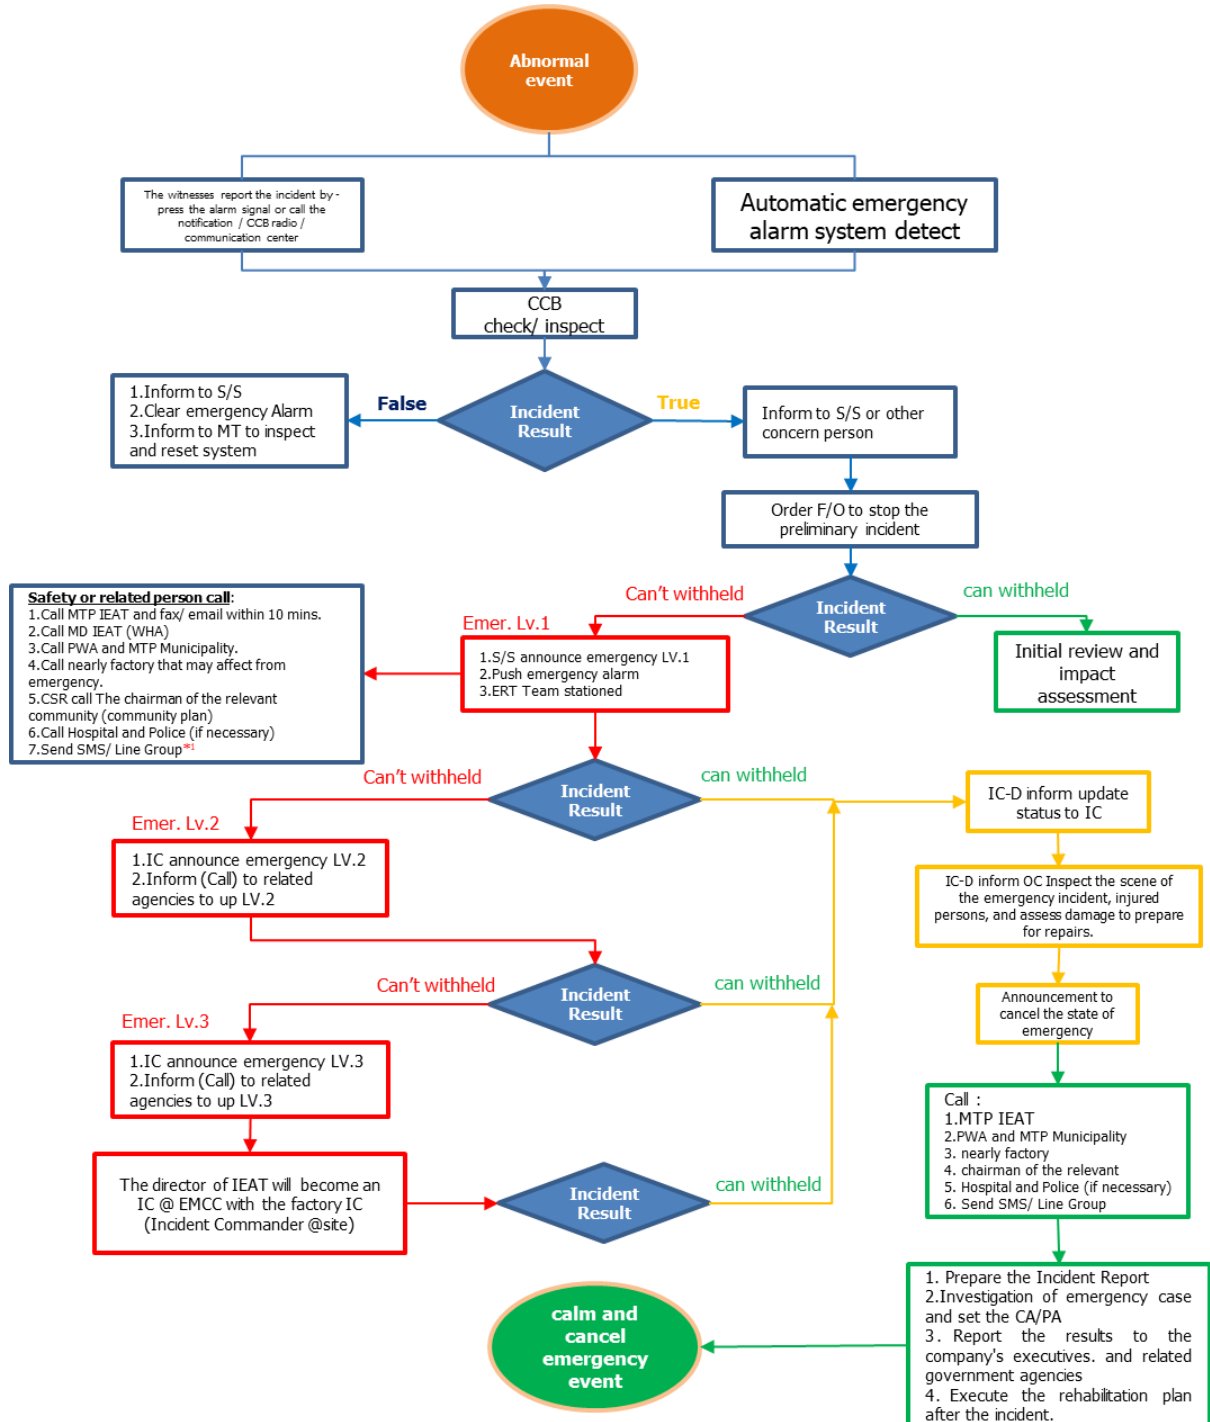 Abnormal
event
The witnesses report the incident by -
press the alarm signal or call the
notification / CCB radio /
communication center
Automatic emergency
alarm system detect
CCB
check/ inspect
1.Inform to S/S
2.Clear emergency Alarm
3.Inform to MT to inspect
and reset system
False
Incident
Result
True
Inform to S/S or other
concern person
Order F/O to stop the
preliminary incident
Can't withheld
Incident
Result
can withheld
Initial review and
impact
assessment
Safety or related person call:
1.Call MTP IEAT and fax/ email within 10 mins.
2.Call MD IEAT (WHA)
3.Call PWA and MTP Municipality.
4.Call nearly factory that may affect from
emergency.
5.CSR call The chairman of the relevant
community (community plan)
6.Call Hospital and Police (if necessary)
7.Send SMS/ Line Group*1
Emer. Lv.1
1.S/S announce emergency LV.1
2.Push emergency alarm
3.ERT Team stationed
Can't withheld
Incident
Result
can withheld
IC-D inform update
status to IC
Emer. Lv.2
1.IC announce emergency LV.2
2.Inform (Call) to related
agencies to up LV.2
IC-D inform OC Inspect the scene of
the emergency incident, injured
persons, and assess damage to prepare
for repairs.
Can't withheld
Incident
Result
can withheld
Announcement to
cancel the state of
emergency
Emer. Lv.3
1.IC announce emergency LV.3
2.Inform (Call) to related
agencies to up LV.3
Call :
1.MTP IEAT
2.PWA and MTP Municipality
3. nearly factory
4. chairman of the relevant
5. Hospital and Police (if necessary)
6. Send SMS/ Line Group
The director of IEAT will become an
IC @ EMCC with the factory IC
(Incident Commander @site)
Incident
Result
can withheld
1. Prepare the Incident Report
2.Investigation of emergency case
and set the CA/PA
3. Report the results to the
company's executives. and related
government agencies
4. Execute the rehabilitation plan
after the incident.
calm and
cancel
emergency
event